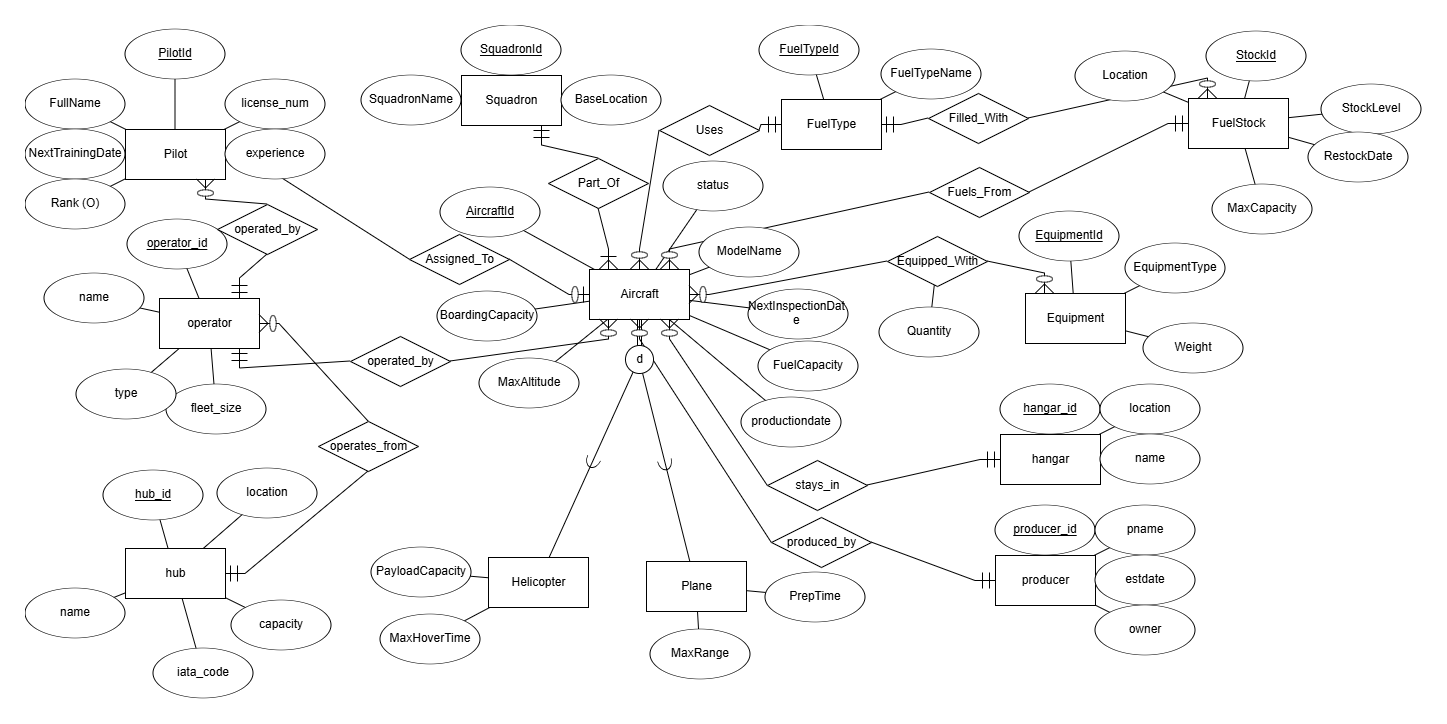 PilotId
SquadronId
FuelTypeId
StockId
FullName
license_num
SquadronName
Squadron
BaseLocation
FuelTypeName
Location
StockLevel
NextTrainingDate
Pilot
experience
Uses
FuelType
Filled_With
FuelStock
RestockDate
Rank (O)
Part_Of
status
Fuels_From
MaxCapacity
operator_id
operated_by
AircraftId
ModelName
EquipmentId
Assigned_To
Equipped_With
EquipmentType
name
operator
BoardingCapacity
Aircraft
NextInspectionDat
e
Quantity
Equipment
Weight
operated_by
d
FuelCapacity
type
fleet_size
MaxAltitude
productiondate
hangar_id
location
operates_from
hangar
name
hub_id
location
stays_in
producer_id
pname
produced_by
hub
PayloadCapacity
Helicopter
Plane
PrepTime
producer
estdate
name
capacity
MaxHoverTime
MaxRange
owner
iata_code